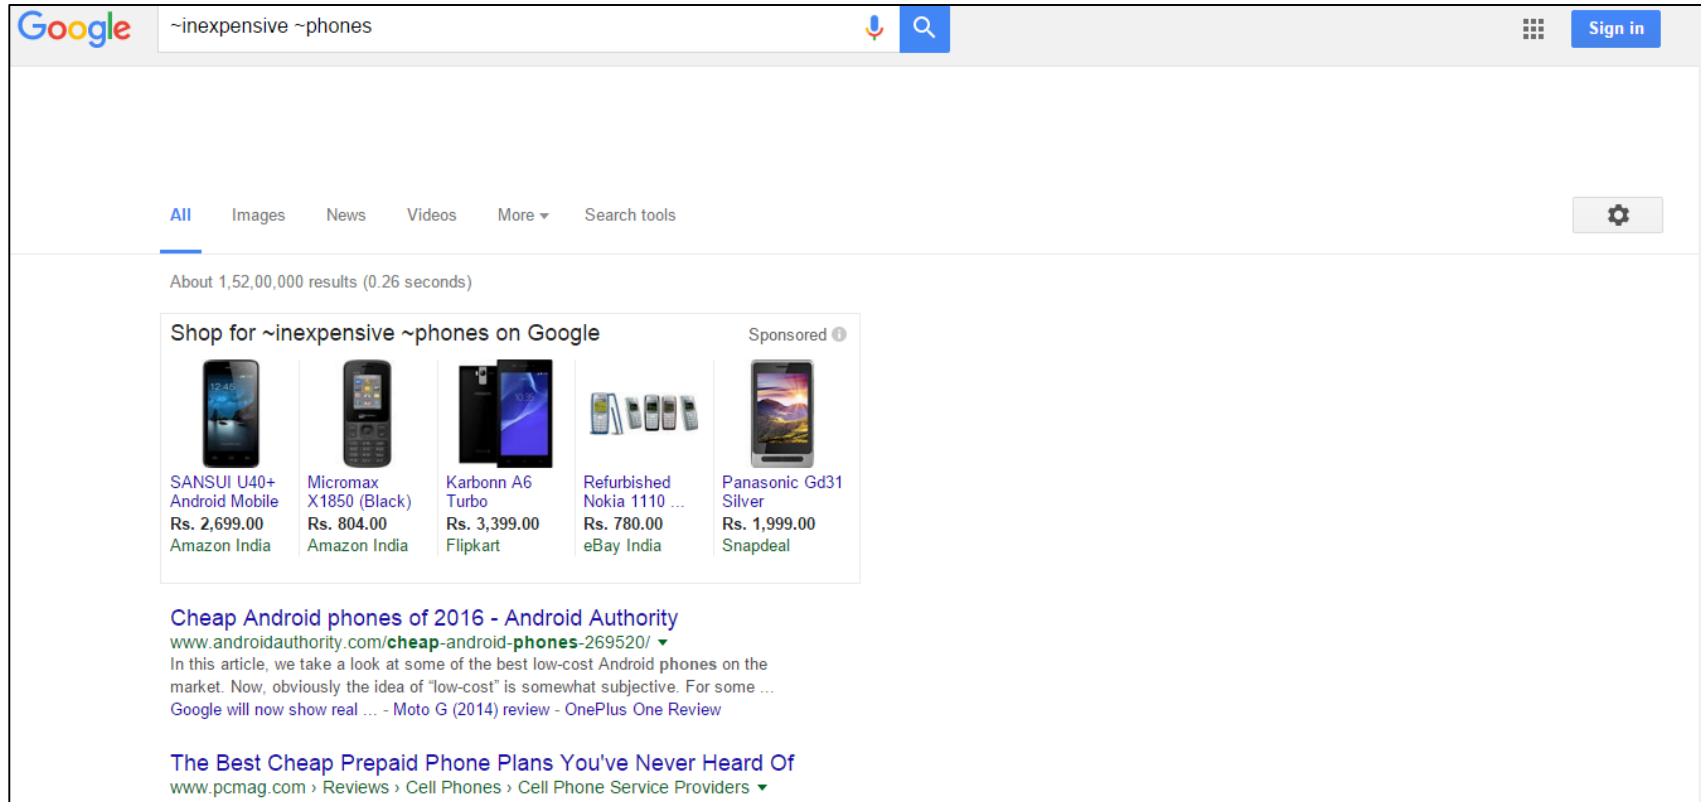 Google
~inexpensive ~phones
Sign in
All Images News Videos More Search tools
About 1,52,00,000 results (0.26 seconds)
Shop for ~inexpensive ~phones on Google
Sponsored
12:45
10:35
SANSUI U40+
Android Mobile
Rs. 2,699.00
Amazon India
Micromax
X1850 (Black)
Rs. 804.00
Amazon India
Karbonn A6
Turbo
Rs. 3,399.00
Flipkart
Refurbished
Nokia 1110 ...
Rs. 780.00
eBay India
Panasonic Gd31
Silver
Rs. 1,999.00
Snapdeal
Cheap Android phones of 2016 - Android Authority
www.androidauthority.com/cheap-android-phones-269520/
In this article, we take a look at some of the best low-cost Android phones on the
market. Now, obviously the idea of “low-cost” is somewhat subjective. For some ...
Google will now show real ... - Moto G (2014) review - OnePlus One Review
The Best Cheap Prepaid Phone Plans You've Never Heard Of
www.pcmag.com › Reviews › Cell Phones › Cell Phone Service Providers